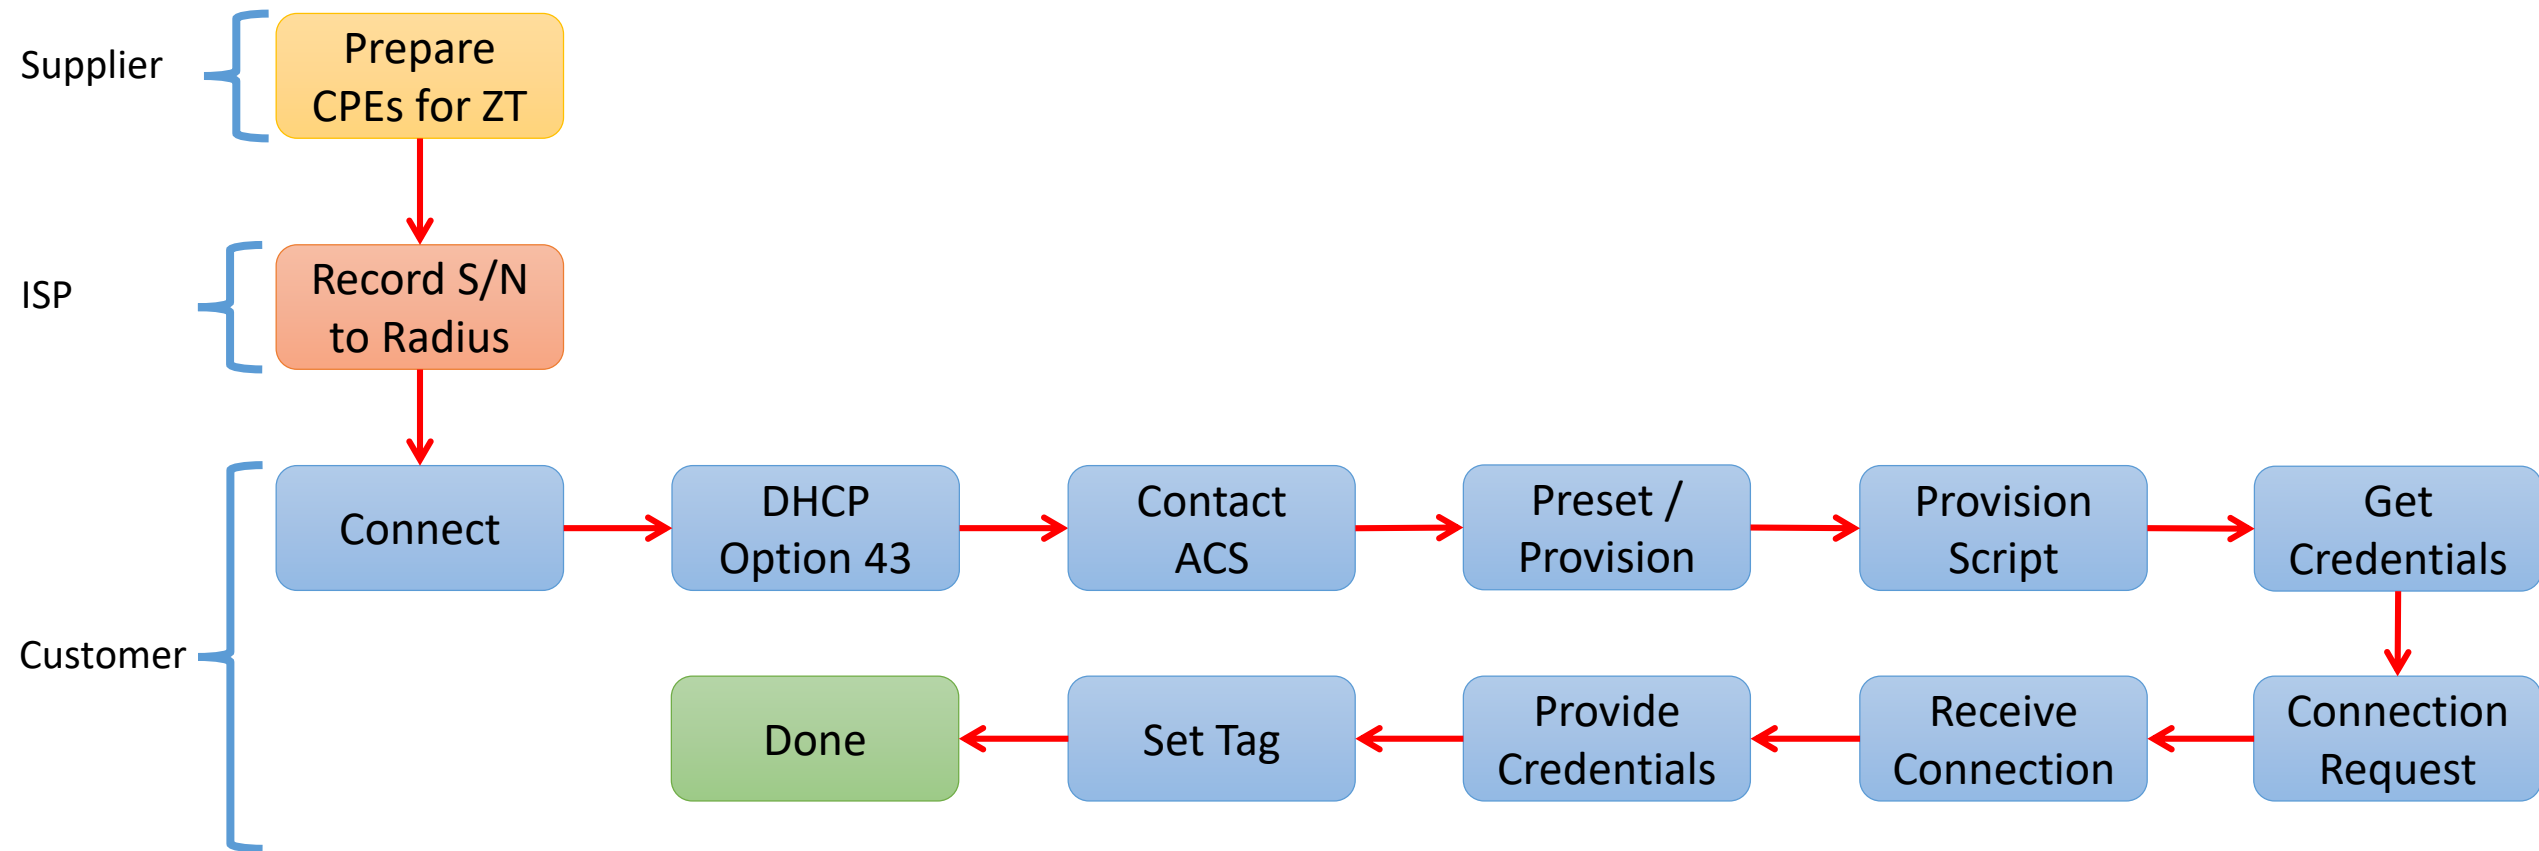 Supplier
Prepare
CPEs for ZT
ISP
Record S/N
to Radius
Customer
Connect
DHCP
Option 43
Contact
ACS
Preset /
Provision
Provision
Script
Get
Credentials
Done
Set Tag
Provide
Credentials
Receive
Connection
Connection
Request